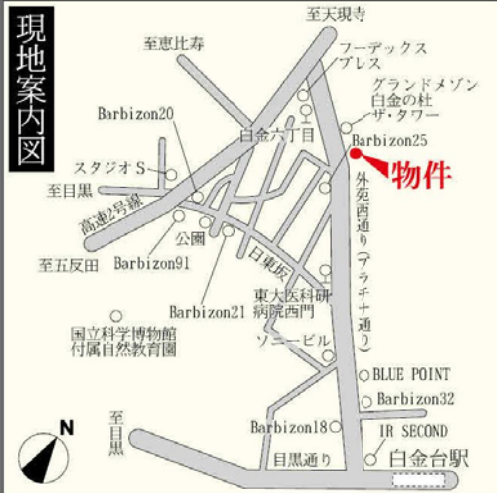 現地案内図
至天現寺
至恵比寿
フーデックス
プレス
グランドメゾン
白金の杜
ザ・タワー
Barbizon20
白金六丁目
Barbizon25
物件
スタジオS
至目黒
高速2号線
外苑西通り(プラチナ通り)
公園
日東坂
至五反田
Barbizon91
Barbizon21
東大医科研
病院西門
国立科学博物館
付属自然教育園
ソニービル
BLUE POINT
Barbizon32
至目黒
Barbizon18
IR SECOND
N
目黒通り
白金台駅